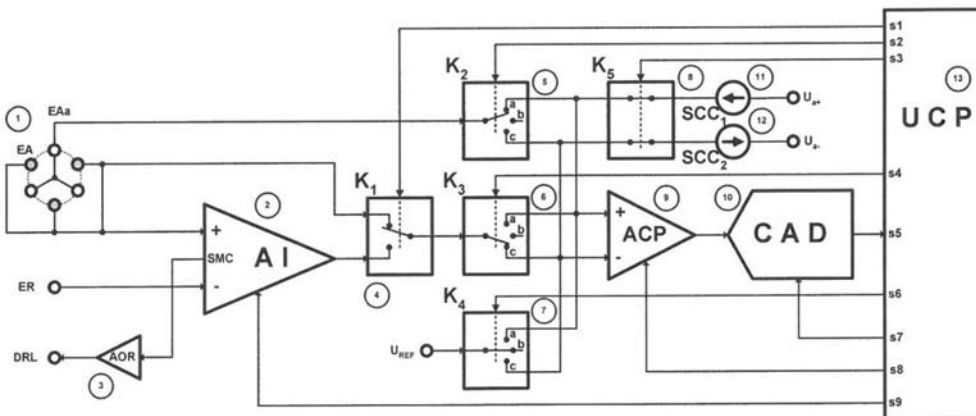 s1
s2
s3
K2
5
K5
8
11
Ua+
13
UCP
EAa
1
EA
a
b
c
SCC1
12
Ua-
SCC2
s4
K1
K3
6
9
10
2
+
a
b
c
+
ACP
-
CAD
s5
SMC
AI
-
ER
4
K4
7
s6
DRL
AOR
3
UREF
a
b
c
s7
s8
s9